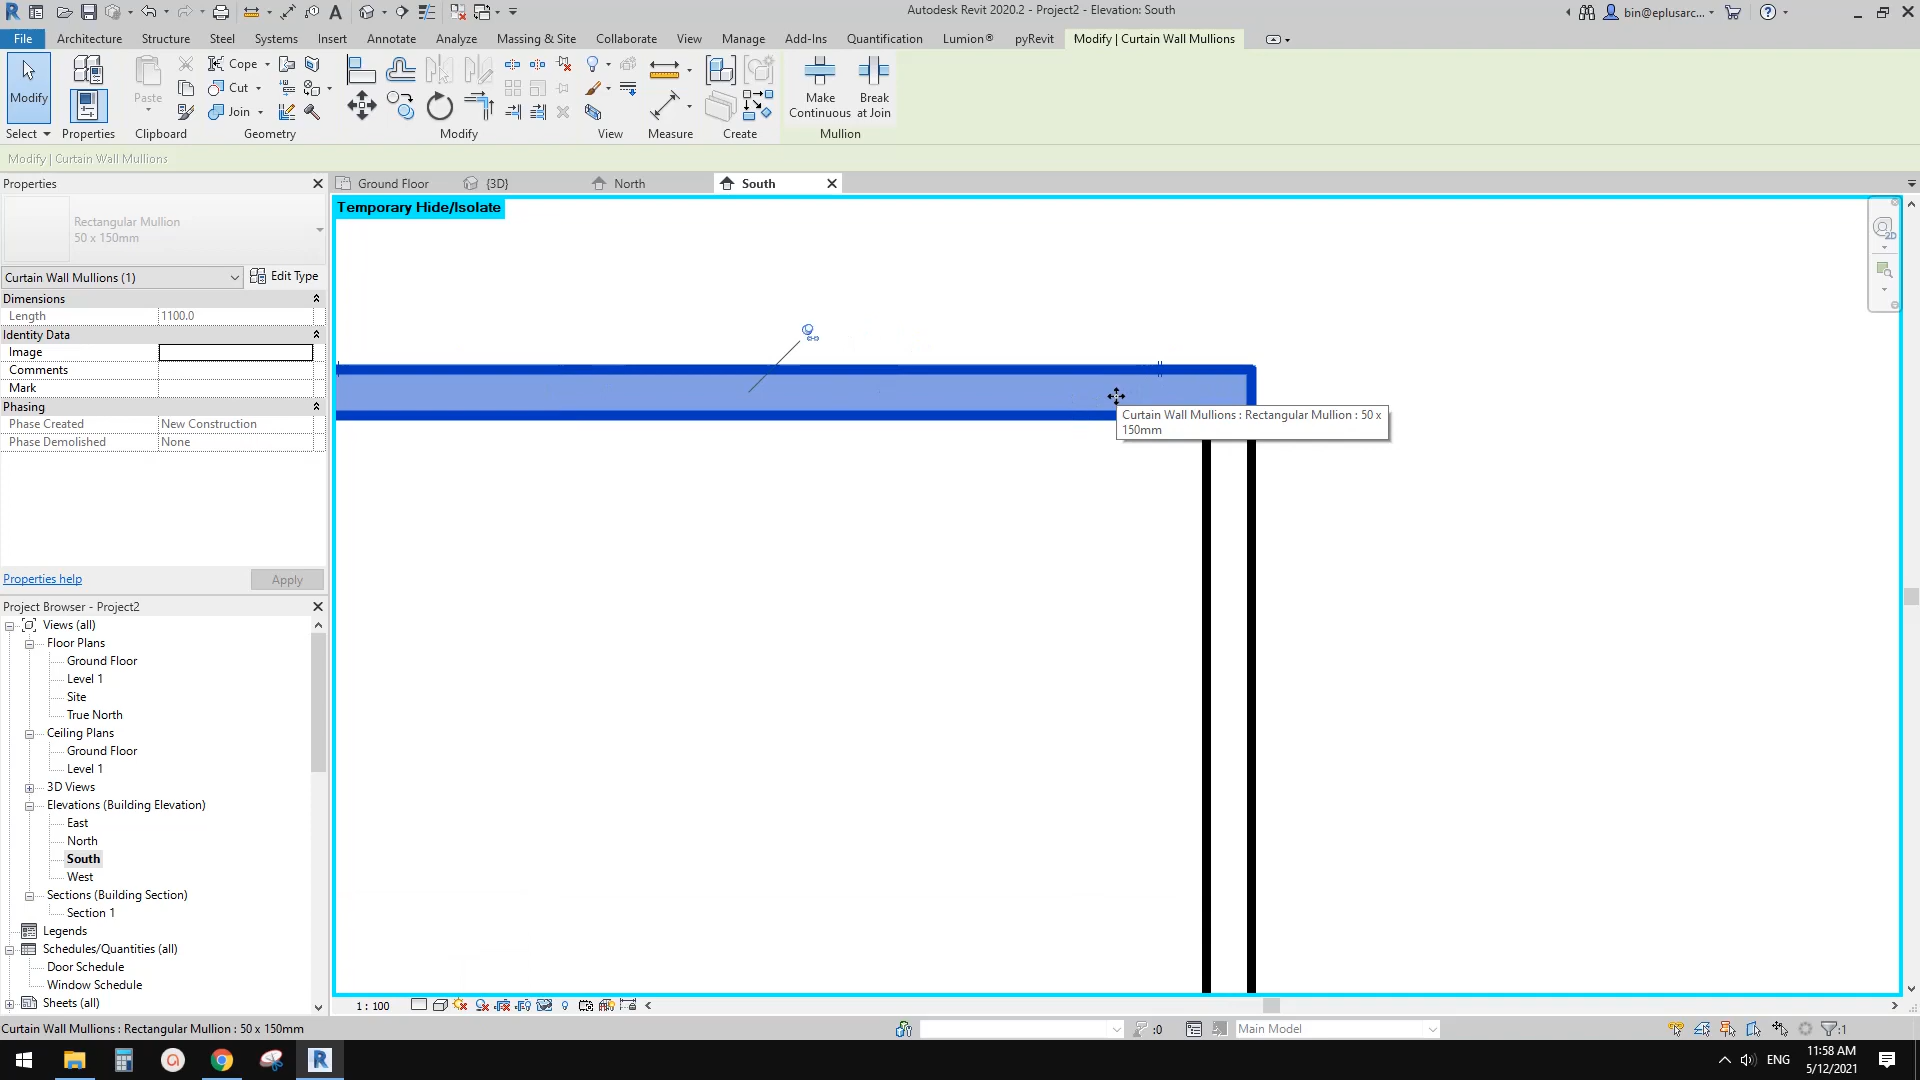 Autodesk Revit 2020.2 - Project2 - Elevation: South
bin@eplusarc...
File Architecture Structure Steel Systems Insert Annotate Analyze Massing & Site Collaborate View Manage Add-Ins Quantification Lumion® pyRevit Modify | Curtain Wall Mullions
Modify
Paste
Cope
Cut
Join
Make Continuous
Break at Join
Select Properties Clipboard Geometry Modify View Measure Create Mullion
Modify | Curtain Wall Mullions
Properties
Ground Floor {3D} North South
Temporary Hide/Isolate
Rectangular Mullion
50 x 150mm
Curtain Wall Mullions (1) Edit Type
Dimensions
Length 1100.0
Identity Data
Image
Comments
Mark
Phasing
Phase Created New Construction
Phase Demolished None
Curtain Wall Mullions : Rectangular Mullion : 50 x
150mm
Properties help Apply
Project Browser - Project2
Views (all)
Floor Plans
Ground Floor
Level 1
Site
True North
Ceiling Plans
Ground Floor
Level 1
3D Views
Elevations (Building Elevation)
East
North
South
West
Sections (Building Section)
Section 1
Legends
Schedules/Quantities (all)
Door Schedule
Window Schedule
Sheets (all)
1 : 100
Curtain Wall Mullions : Rectangular Mullion : 50 x 150mm
:0
Main Model
:1
ENG
11:58 AM
5/12/2021